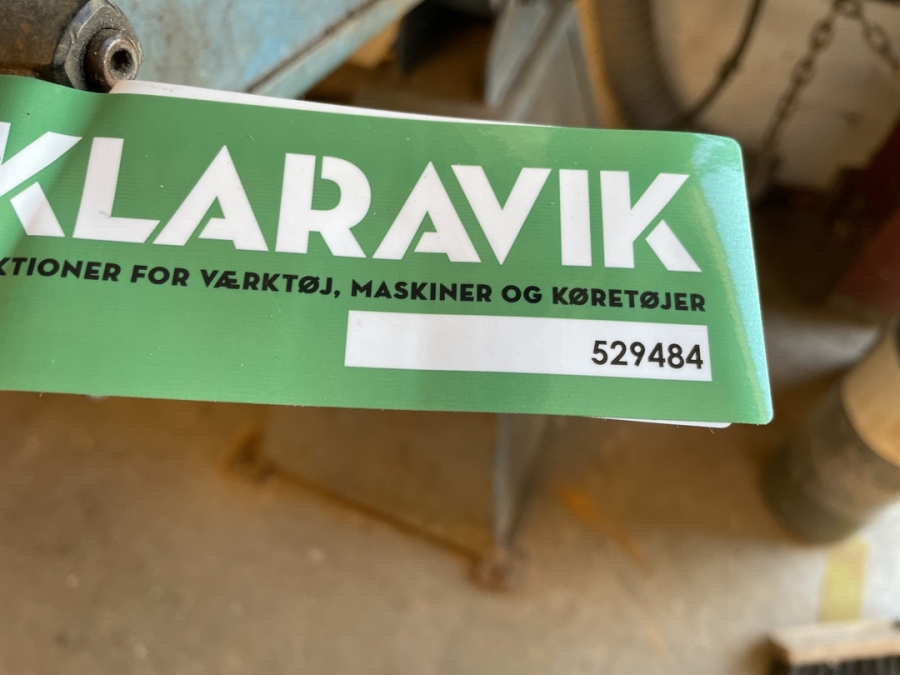 KLARAVIK
KTIONER FOR VÆRKTØJ, MASKINER OG KØRETØJER
529484